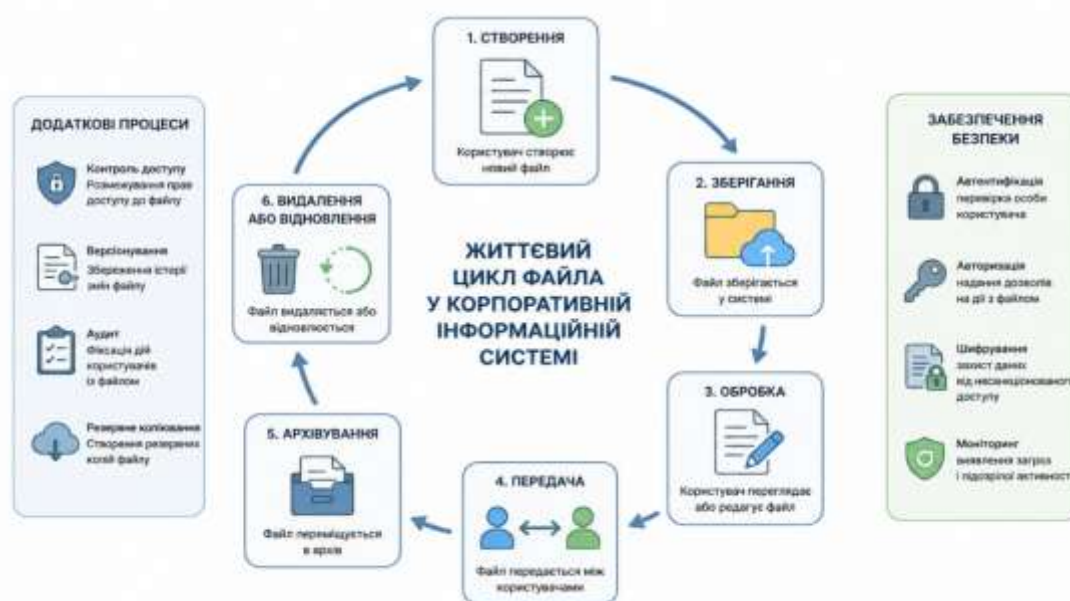 1. СТВОРЕННЯ
Користувач створює
новий файл
2. ЗБЕРІГАННЯ
Файл зберігається
у системі
3. ОБРОБКА
Користувач переглядає
або редагує файл
4. ПЕРЕДАЧА
Файл передається між
користувачами
5. АРХІВУВАННЯ
Файл переміщується
в архів
6. ВИДАЛЕННЯ
АБО ВІДНОВЛЕННЯ
Файл видаляється або
відновлюється
ЖИТТЄВИЙ
ЦИКЛ ФАЙЛА
У КОРПОРАТИВНІЙ
ІНФОРМАЦІЙНІЙ
СИСТЕМІ
ДОДАТКОВІ ПРОЦЕСИ
Контроль доступу
Розмежування прав
доступу до файлу
Версіонування
Збереження історії
змін файлу
Аудит
Фіксація дій
користувачів
із файлом
Резервне копіювання
Створення резервних
копій файлу
ЗАБЕЗПЕЧЕННЯ
БЕЗПЕКИ
Автентифікація
перевірка особи
користувача
Авторизація
надання дозволів
на дії з файлом
Шифрування
захист даних
від несанкціонованого
доступу
Моніторинг
виявлення загроз
і підозрілої активності